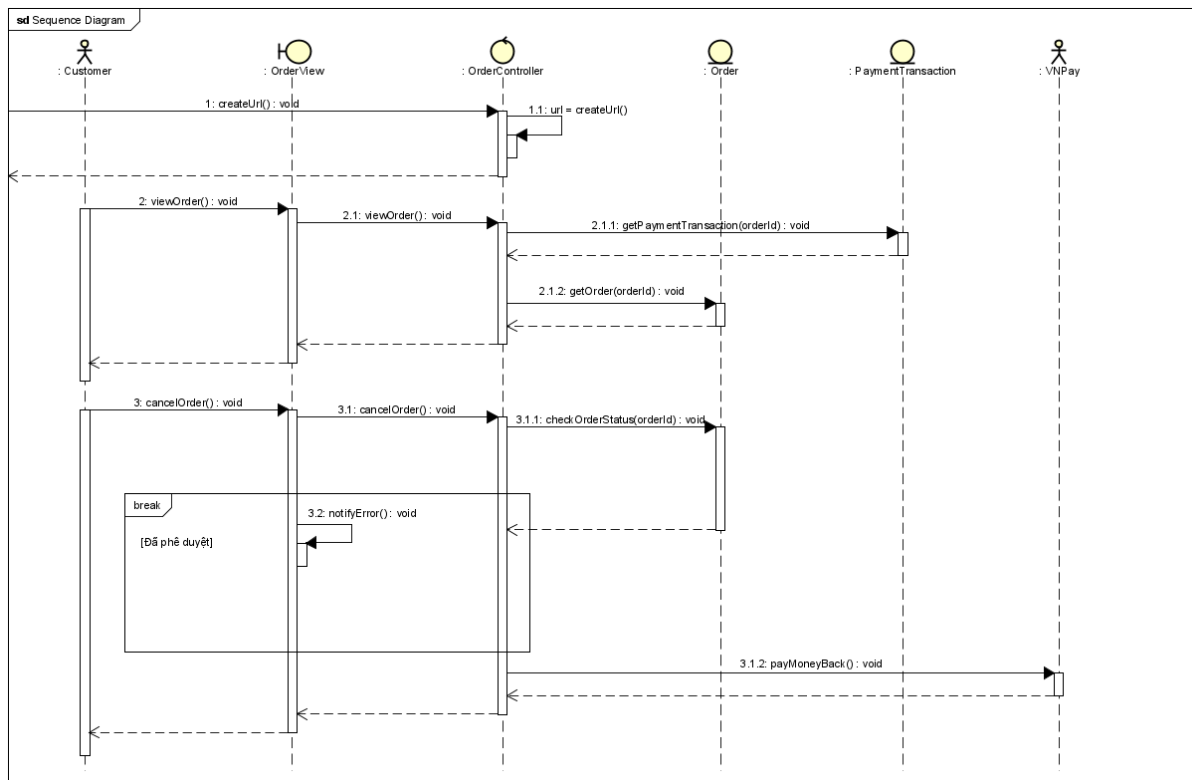 sd Sequence Diagram
: Customer
: OrderView
: OrderController
: Order
: PaymentTransaction
: VNPay
1: createUrl() : void
1.1: url = createUrl()
2: viewOrder() : void
2.1: viewOrder() : void
2.1.1: getPaymentTransaction(orderId) : void
2.1.2: getOrder(orderId) : void
3: cancelOrder() : void
3.1: cancelOrder() : void
3.1.1: checkOrderStatus(orderId) : void
break
3.2: notifyError() : void
[Đã phê duyệt]
3.1.2: payMoneyBack() : void